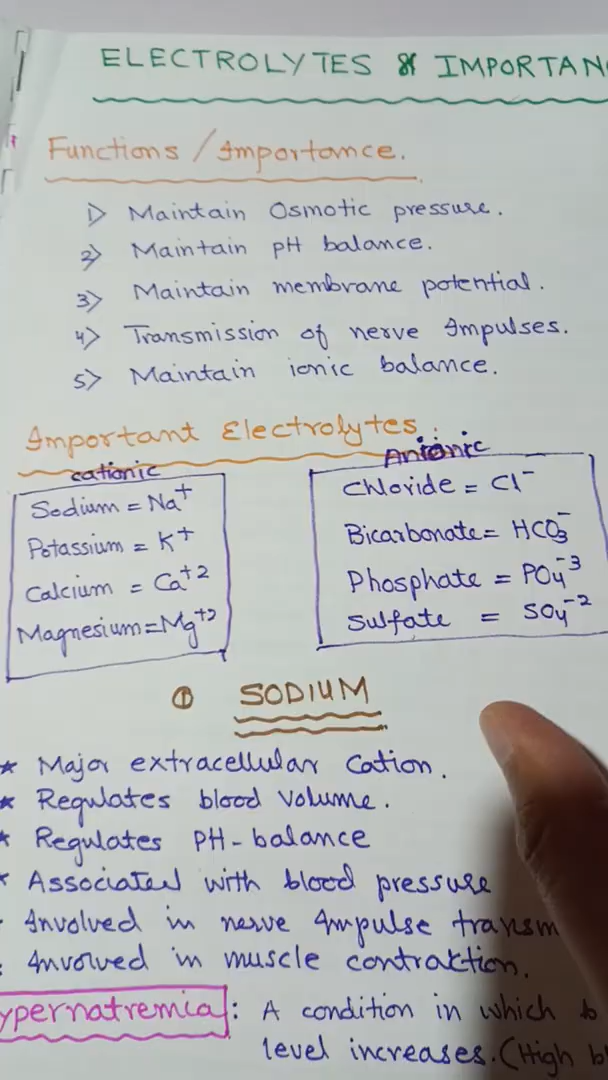 ELECTROLYTES & IMPORTAN
Functions / Importance.
1) Maintain Osmotic pressure.
2) Maintain pH balance.
3) Maintain membrane potential.
4) Transmission of nerve Impulses.
5) Maintain ionic balance.
Important Electrolytes:
cationic
Sodium = Na⁺
Potassium = K⁺
Calcium = Ca⁺²
Magnesium = Mg⁺²
Anionic
Chloride = Cl⁻
Bicarbonate = HCO₃⁻
Phosphate = PO₄⁻³
Sulfate = SO₄⁻²
① SODIUM
* Major extracellular Cation.
* Regulates blood Volume.
* Regulates PH-balance
* Associated with blood pressure
Involved in nerve Impulse transm
Involved in muscle contraktion.
ypernatremia: A condition in which b
level increases. (High bl